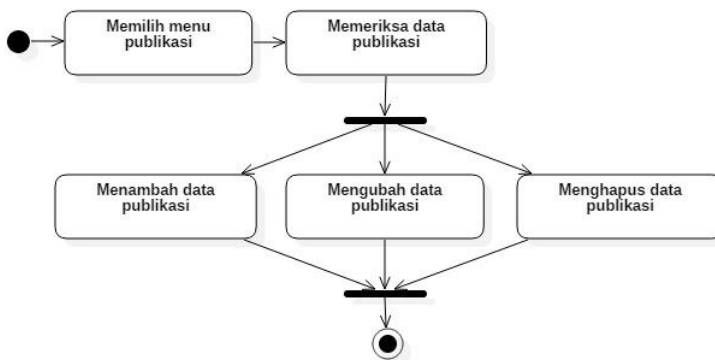 Memilih menu
publikasi
Memeriksa data
publikasi
Menambah data
publikasi
Mengubah data
publikasi
Menghapus data
publikasi